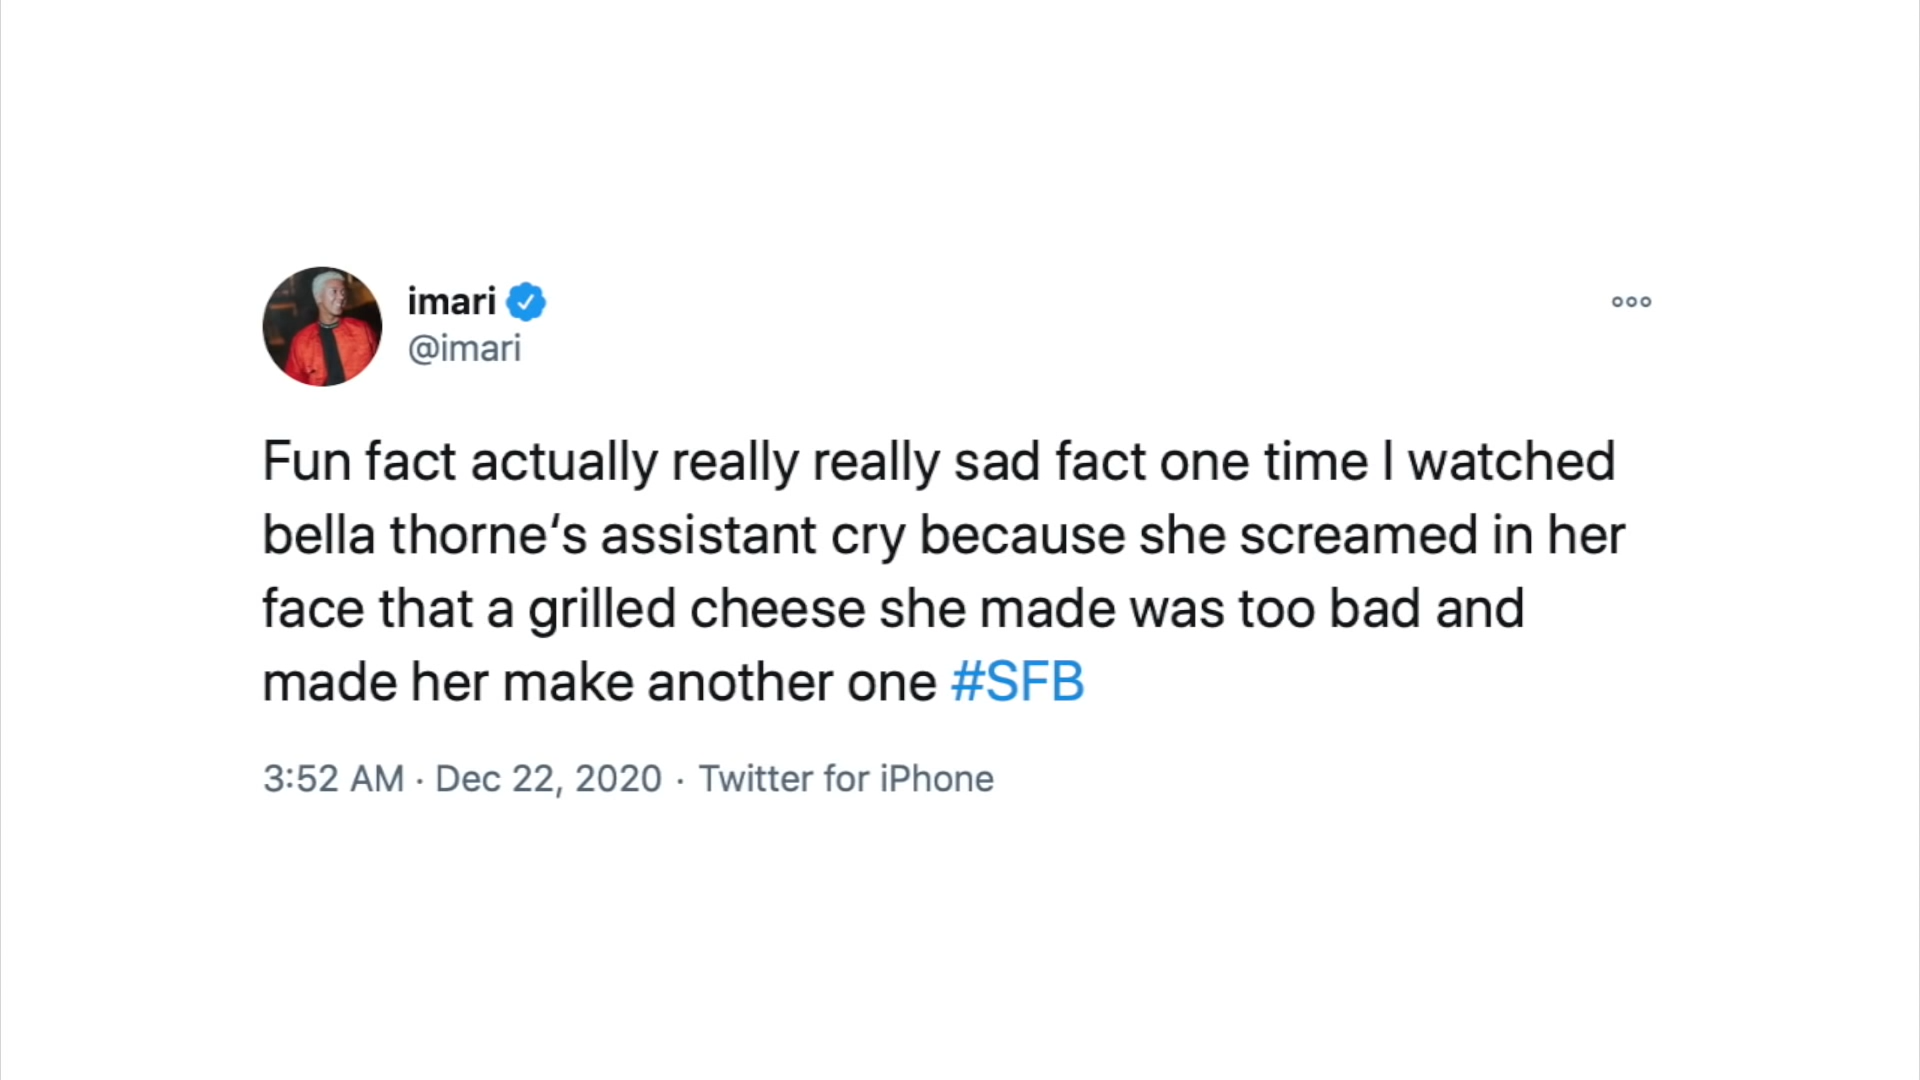 imari
@imari
Fun fact actually really really sad fact one time I watched
bella thorne‘s assistant cry because she screamed in her
face that a grilled cheese she made was too bad and
made her make another one #SFB
3:52 AM · Dec 22, 2020 · Twitter for iPhone